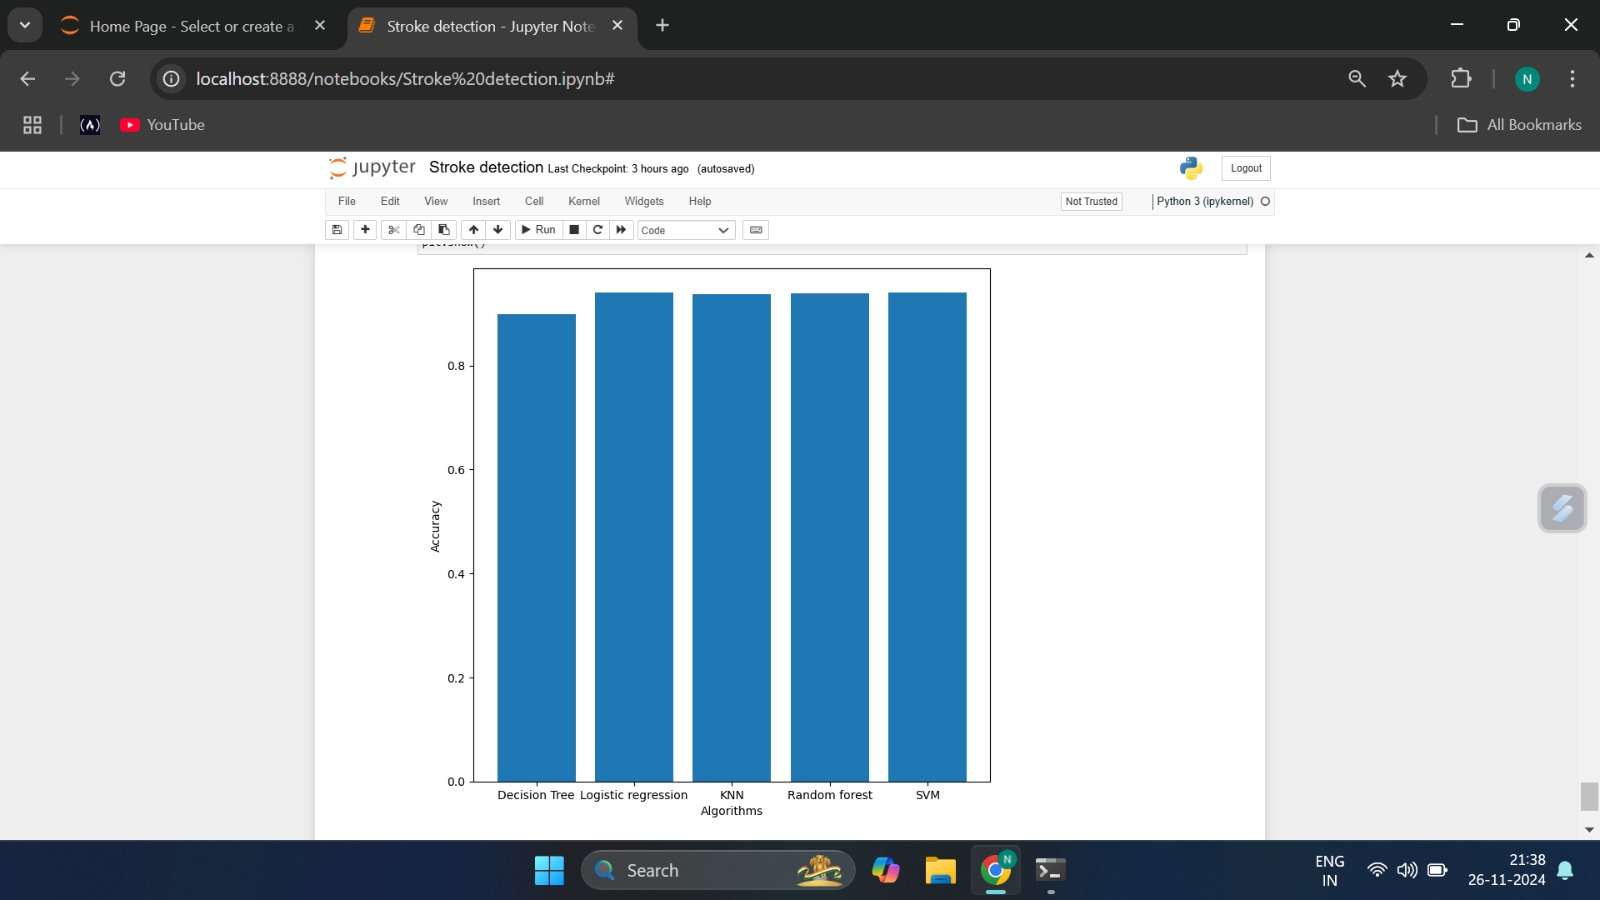 Home Page - Select or create a
Stroke detection - Jupyter Note
localhost:8888/notebooks/Stroke%20detection.ipynb#
N
YouTube
All Bookmarks
jupyter Stroke detection Last Checkpoint: 3 hours ago (autosaved)
Logout
File Edit View Insert Cell Kernel Widgets Help
Not Trusted
Python 3 (ipykernel)
Run
Code
plt.show()
0.8
0.6
Accuracy
0.4
0.2
0.0
Decision Tree Logistic regression KNN Random forest SVM
Algorithms
Search
N
ENG
IN
21:38
26-11-2024